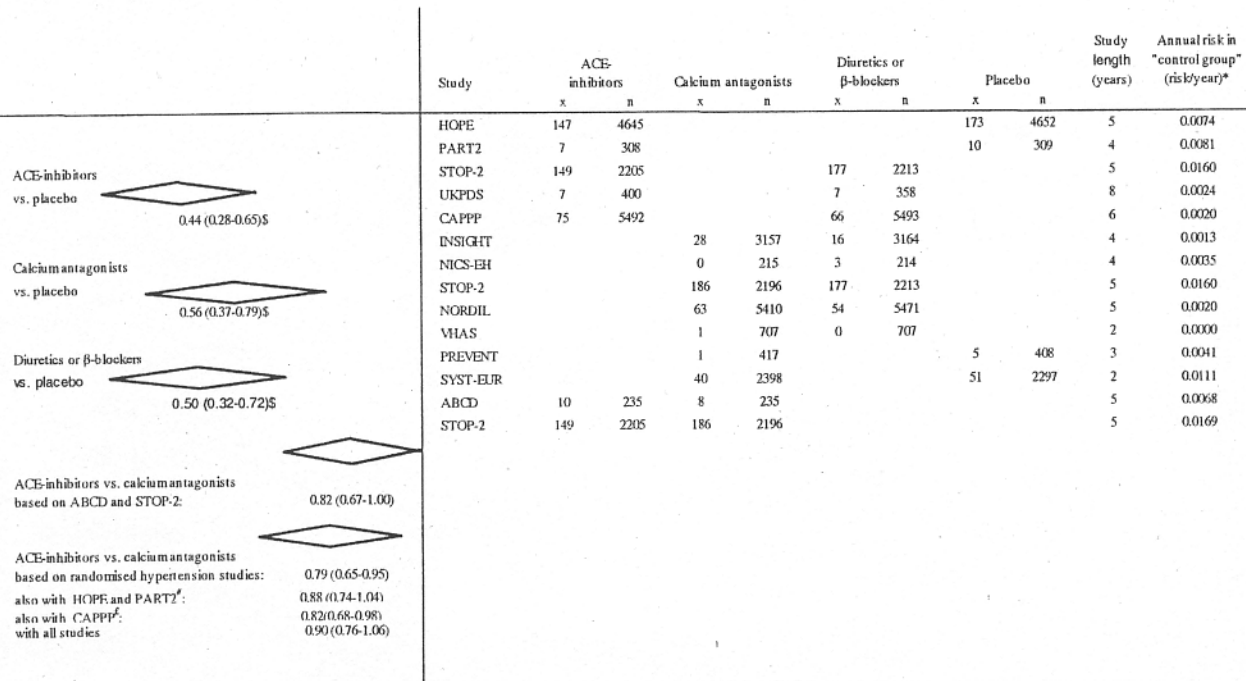 ACE-inhibitors
vs. placebo
0.44 (0.28-0.65)$
Calcium antagonists
vs. placebo
0.56 (0.37-0.79)$
Diuretics or β-blockers
vs. placebo
0.50 (0.32-0.72)$
ACE-inhibitors vs. calcium antagonists
based on ABCD and STOP-2: 0.82 (0.67-1.00)
ACE-inhibitors vs. calcium antagonists
based on randomised hypertension studies: 0.79 (0.65-0.95)
also with HOPE and PART2#: 0.88 (0.74-1.04)
also with CAPPP£: 0.82(0.68-0.98)
with all studies 0.90 (0.76-1.06)
Study ACE-inhibitors Calcium antagonists Diuretics or β-blockers Placebo Study length (years) Annual risk in "control group" (risk/year)*
x n x n x n x n
HOPE 147 4645 173 4652 5 0.0074
PART2 7 308 10 309 4 0.0081
STOP-2 149 2205 177 2213 5 0.0160
UKPDS 7 400 7 358 8 0.0024
CAPPP 75 5492 66 5493 6 0.0020
INSIGHT 28 3157 16 3164 4 0.0013
NICS-EH 0 215 3 214 4 0.0035
STOP-2 186 2196 177 2213 5 0.0160
NORDIL 63 5410 54 5471 5 0.0020
VHAS 1 707 0 707 2 0.0000
PREVENT 1 417 5 408 3 0.0041
SYST-EUR 40 2398 51 2297 2 0.0111
ABCD 10 235 8 235 5 0.0068
STOP-2 149 2205 186 2196 5 0.0169